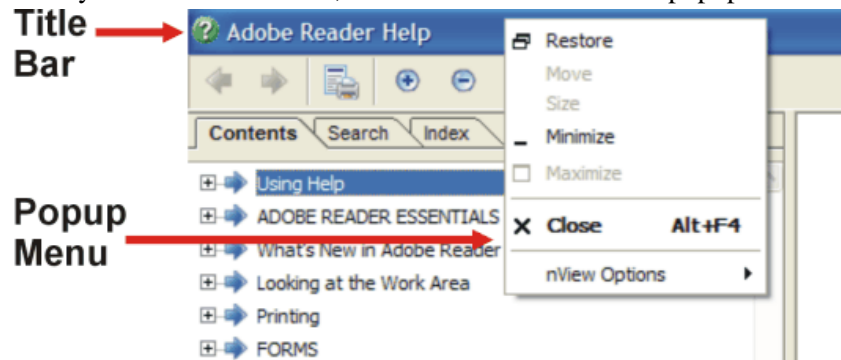 Title Bar
Adobe Reader Help
Restore
Move
Size
Minimize
Maximize
Close Alt+F4
nView Options
Contents Search Index
Using Help
Popup Menu
ADOBE READER ESSENTIALS
What's New in Adobe Reader
Looking at the Work Area
Printing
FORMS